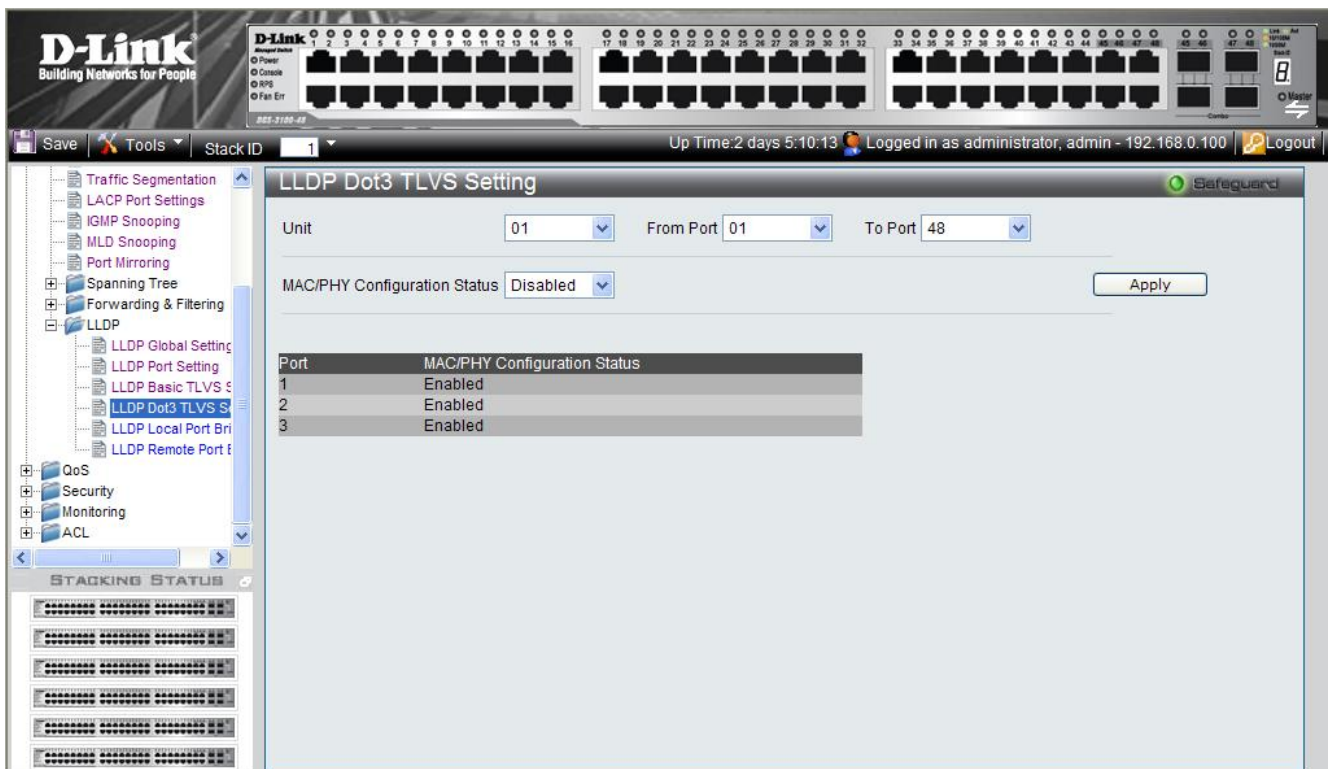 D-Link
Building Networks for People
D-Link
Managed Switch
Power
Console
RPS
Fan Err
DES-3100-48
1 2 3 4 5 6 7 8 9 10 11 12 13 14 15 16
17 18 19 20 21 22 23 24 25 26 27 28 29 30 31 32
33 34 35 36 37 38 39 40 41 42 43 44 45 46 47 48
45 46
47 48
8
Master
Combo
Save
Tools
Stack ID
1
Up Time:2 days 5:10:13
Logged in as administrator, admin - 192.168.0.100
Logout
Traffic Segmentation
LACP Port Settings
IGMP Snooping
MLD Snooping
Port Mirroring
Spanning Tree
Forwarding & Filtering
LLDP
LLDP Global Setting
LLDP Port Setting
LLDP Basic TLVS S
LLDP Dot3 TLVS Se
LLDP Local Port Bri
LLDP Remote Port B
QoS
Security
Monitoring
ACL
STACKING STATUS
LLDP Dot3 TLVS Setting
Safeguard
Unit 01 From Port 01 To Port 48
MAC/PHY Configuration Status Disabled Apply
Port MAC/PHY Configuration Status
1 Enabled
2 Enabled
3 Enabled